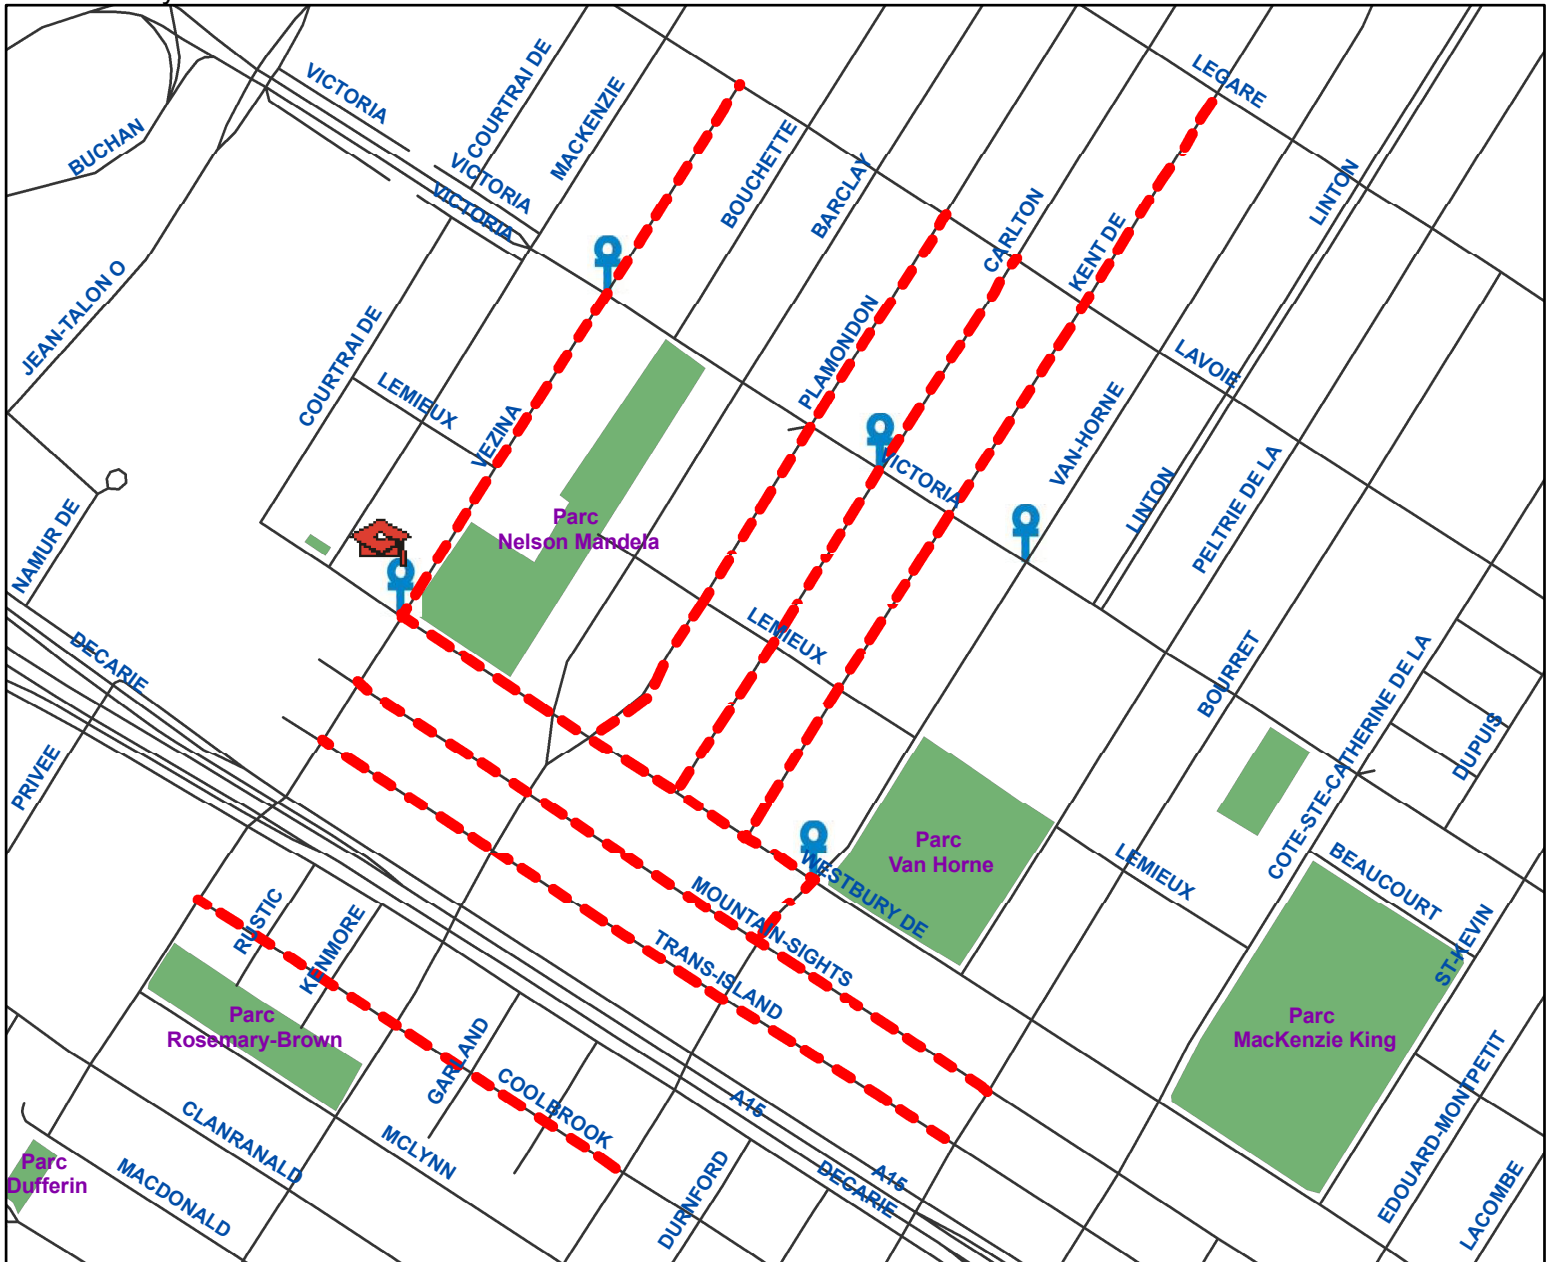 VICTORIA
COURTRAI DE
MACKENZIE
LEGARE
BUCHAN
VICTORIA
VICTORIA
BOUCHETTE
BARCLAY
LINTON
CARLTON
KENT DE
JEAN-TALON O
COURTRAI DE
PLAMONDON
LAVOIE
LEMIEUX
VEZINA
VAN-HORNE
VICTORIA
LINTON
PELTRIE DE LA
NAMUR DE
Parc
Nelson Mandela
LEMIEUX
DECARIE
BOURRET
COTE-STE-CATHERINE DE LA
DUPUIS
PRIVEE
Parc
Van Horne
WESTBURY DE
LEMIEUX
BEAUCOURT
MOUNTAIN-SIGHTS
TRANS-ISLAND
RUSTIC
KENMORE
ST-KEVIN
Parc
Rosemary-Brown
Parc
MacKenzie King
GARLAND
COOLBROOK
A15
CLANRANALD
MCLYNN
EDOUARD-MONTPETIT
Parc
Dufferin
MACDONALD
DURNFORD
A15
DECARIE
LACOMBE